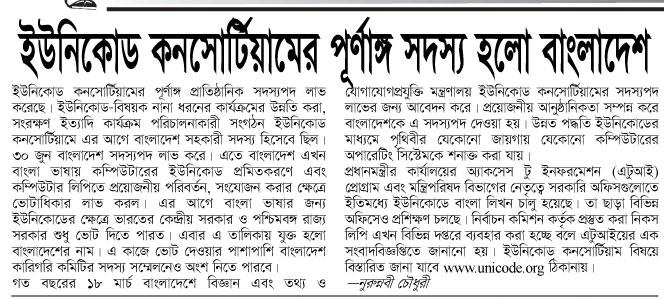 ইউনিকোড কনসোর্টিয়ামের পূর্ণাঙ্গ সদস্য হলো বাংলাদেশ
ইউনিকোড কনসোর্টিয়ামের পূর্ণাঙ্গ প্রাতিষ্ঠানিক সদস্যপদ লাভ
করেছে। ইউনিকোড-বিষয়ক নানা ধরনের কার্যক্রমের উন্নতি করা,
সংরক্ষণ ইত্যাদি কার্যক্রম পরিচালনাকারী সংগঠন ইউনিকোড
কনসোর্টিয়ামে এর আগে বাংলাদেশ সহকারী সদস্য হিসেবে ছিল।
৩০ জুন বাংলাদেশ সদস্যপদ লাভ করে। এতে বাংলাদেশ এখন
বাংলা ভাষায় কম্পিউটারের ইউনিকোড প্রমিতকরণে এবং
কম্পিউটার লিপিতে প্রয়োজনীয় পরিবর্তন, সংযোজন করার ক্ষেত্রে
ভোটাধিকার লাভ করল। এর আগে বাংলা ভাষার জন্য
ইউনিকোডের ক্ষেত্রে ভারতের কেন্দ্রীয় সরকার ও পশ্চিমবঙ্গ রাজ্য
সরকার শুধু ভোট দিতে পারত। এবার এ তালিকায় যুক্ত হলো
বাংলাদেশের নাম। এ কাজে ভোট দেওয়ার পাশাপাশি বাংলাদেশ
কারিগরি কমিটির সদস্য সম্মেলনেও অংশ নিতে পারবে।
গত বছরের ১৮ মার্চ বাংলাদেশে বিজ্ঞান এবং তথ্য ও
যোগাযোগপ্রযুক্তি মন্ত্রণালয় ইউনিকোড কনসোর্টিয়ামের সদস্যপদ
লাভের জন্য আবেদন করে। প্রয়োজনীয় আনুষ্ঠানিকতা সম্পন্ন করে
বাংলাদেশকে এ সদস্যপদ দেওয়া হয়। উন্নত পদ্ধতি ইউনিকোডের
মাধ্যমে পৃথিবীর যেকোনো জায়গায় যেকোনো কম্পিউটারের
অপারেটিং সিস্টেমকে শনাক্ত করা যায়।
প্রধানমন্ত্রীর কার্যালয়ের অ্যাকসেস টু ইনফরমেশন (এটুআই)
প্রোগ্রাম এবং মন্ত্রিপরিষদ বিভাগের নেতৃত্বে সরকারি অফিসগুলোতে
ইতিমধ্যে ইউনিকোডে বাংলা লিখন চালু হয়েছে। তা ছাড়া বিভিন্ন
অফিসেও প্রশিক্ষণ চলছে। নির্বাচন কমিশন কর্তৃক প্রস্তুত করা নিকস
লিপি এখন বিভিন্ন দপ্তরে ব্যবহার করা হচ্ছে বলে এটুআইয়ের এক
সংবাদবিজ্ঞপ্তিতে জানানো হয়। ইউনিকোড কনসোর্টিয়াম বিষয়ে
বিস্তারিত জানা যাবে www.unicode.org ঠিকানায়।
—নুরুন্নবী চৌধুরী